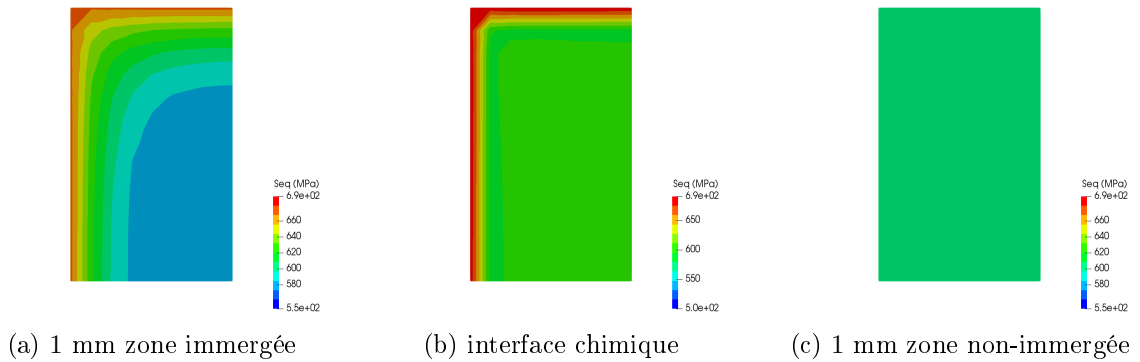 Seq (MPa)
6.9e+02
660
640
620
600
580
5.5e+02
Seq (MPa)
6.9e+02
650
600
550
5.0e+02
Seq (MPa)
6.9e+02
660
640
620
600
580
5.5e+02
(a) 1 mm zone immergée
(b) interface chimique
(c) 1 mm zone non-immergée